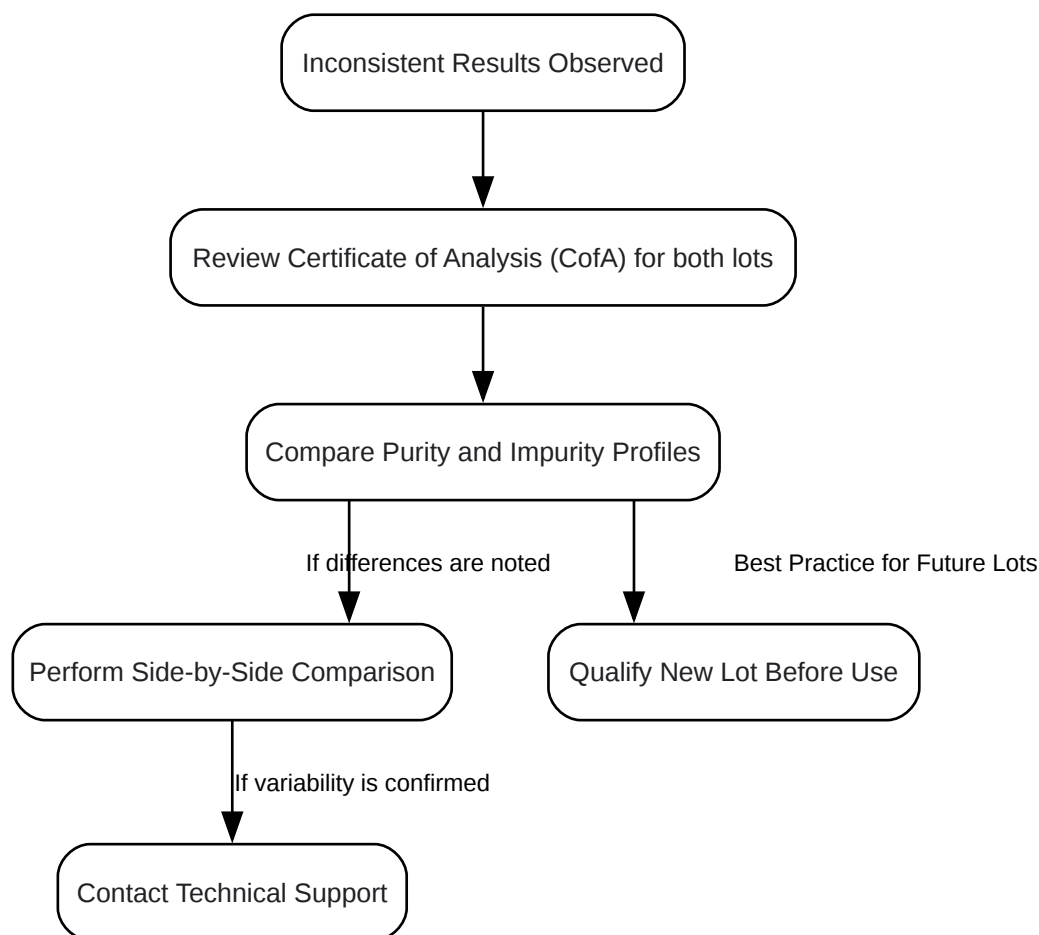 Inconsistent Results Observed
Review Certificate of Analysis (CofA) for both lots
Compare Purity and Impurity Profiles
If differences are noted
Best Practice for Future Lots
Perform Side-by-Side Comparison
Qualify New Lot Before Use
If variability is confirmed
Contact Technical Support